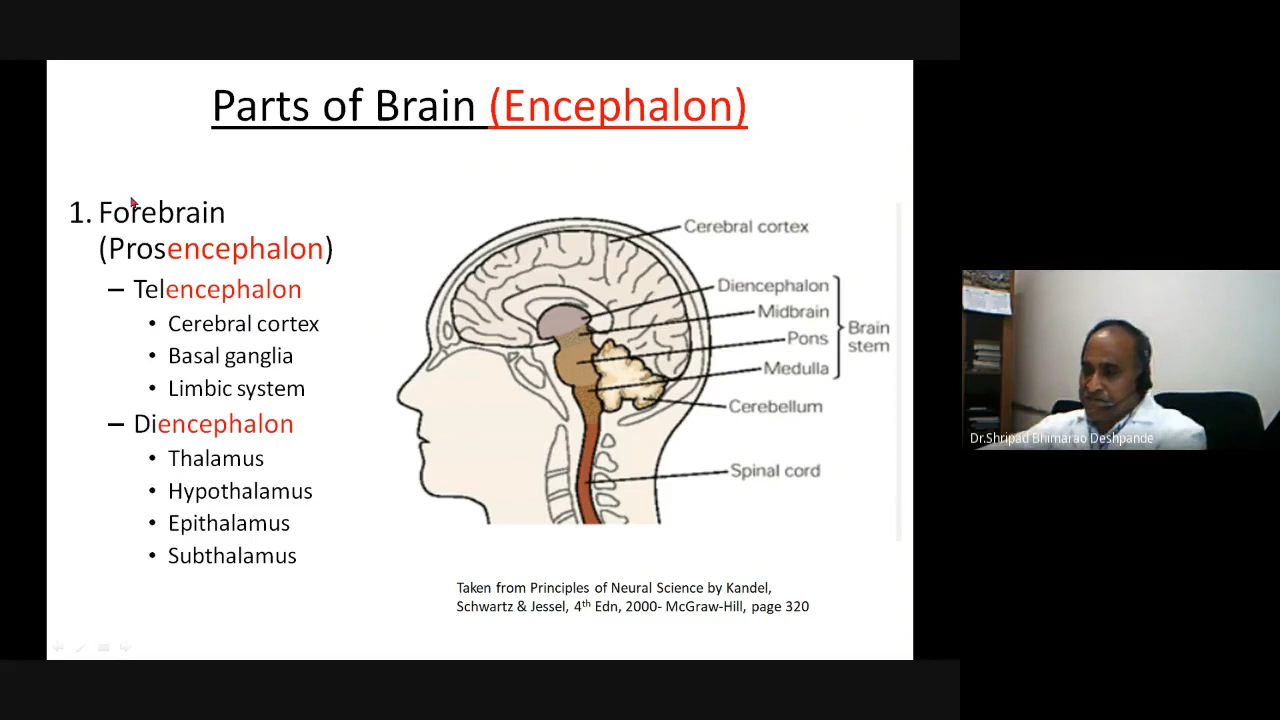 Parts of Brain (Encephalon)
1. Forebrain
(Prosencephalon)
– Telencephalon
• Cerebral cortex
• Basal ganglia
• Limbic system
– Diencephalon
• Thalamus
• Hypothalamus
• Epithalamus
• Subthalamus
Cerebral cortex
Diencephalon
Midbrain
Pons
Medulla
Brain
stem
Cerebellum
Spinal cord
Taken from Principles of Neural Science by Kandel,
Schwartz & Jessel, 4th Edn, 2000- McGraw-Hill, page 320
Dr.Shripad Bhimarao Deshpande